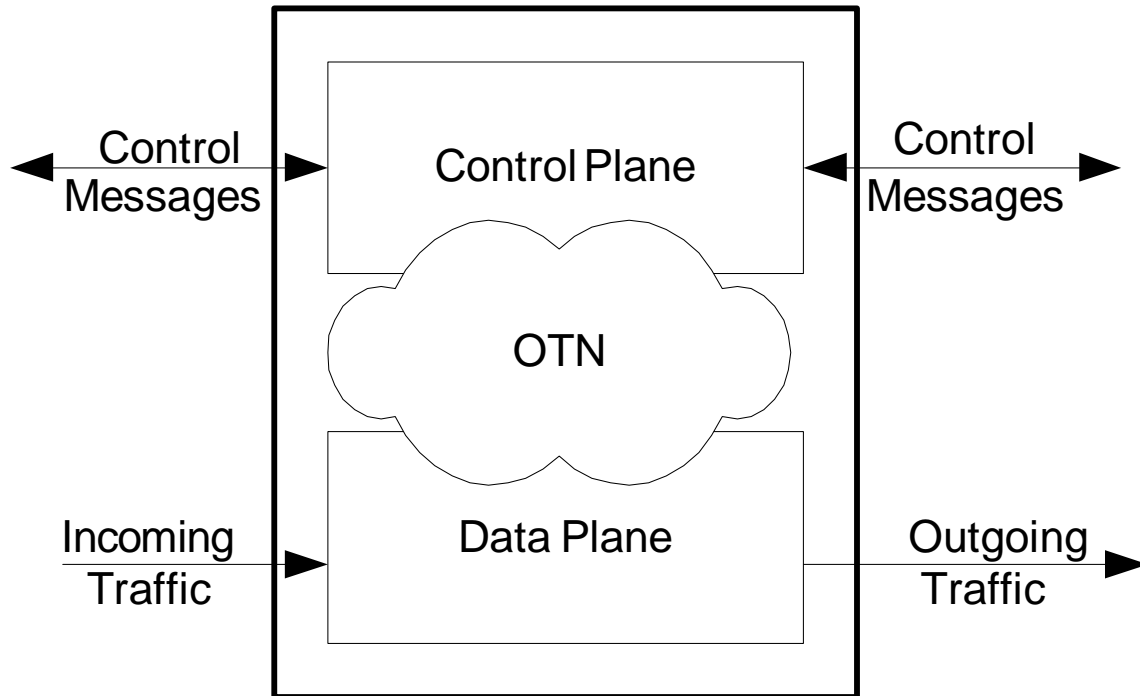 Control
Messages
Control Plane
Control
Messages
OTN
Incoming
Traffic
Data Plane
Outgoing
Traffic